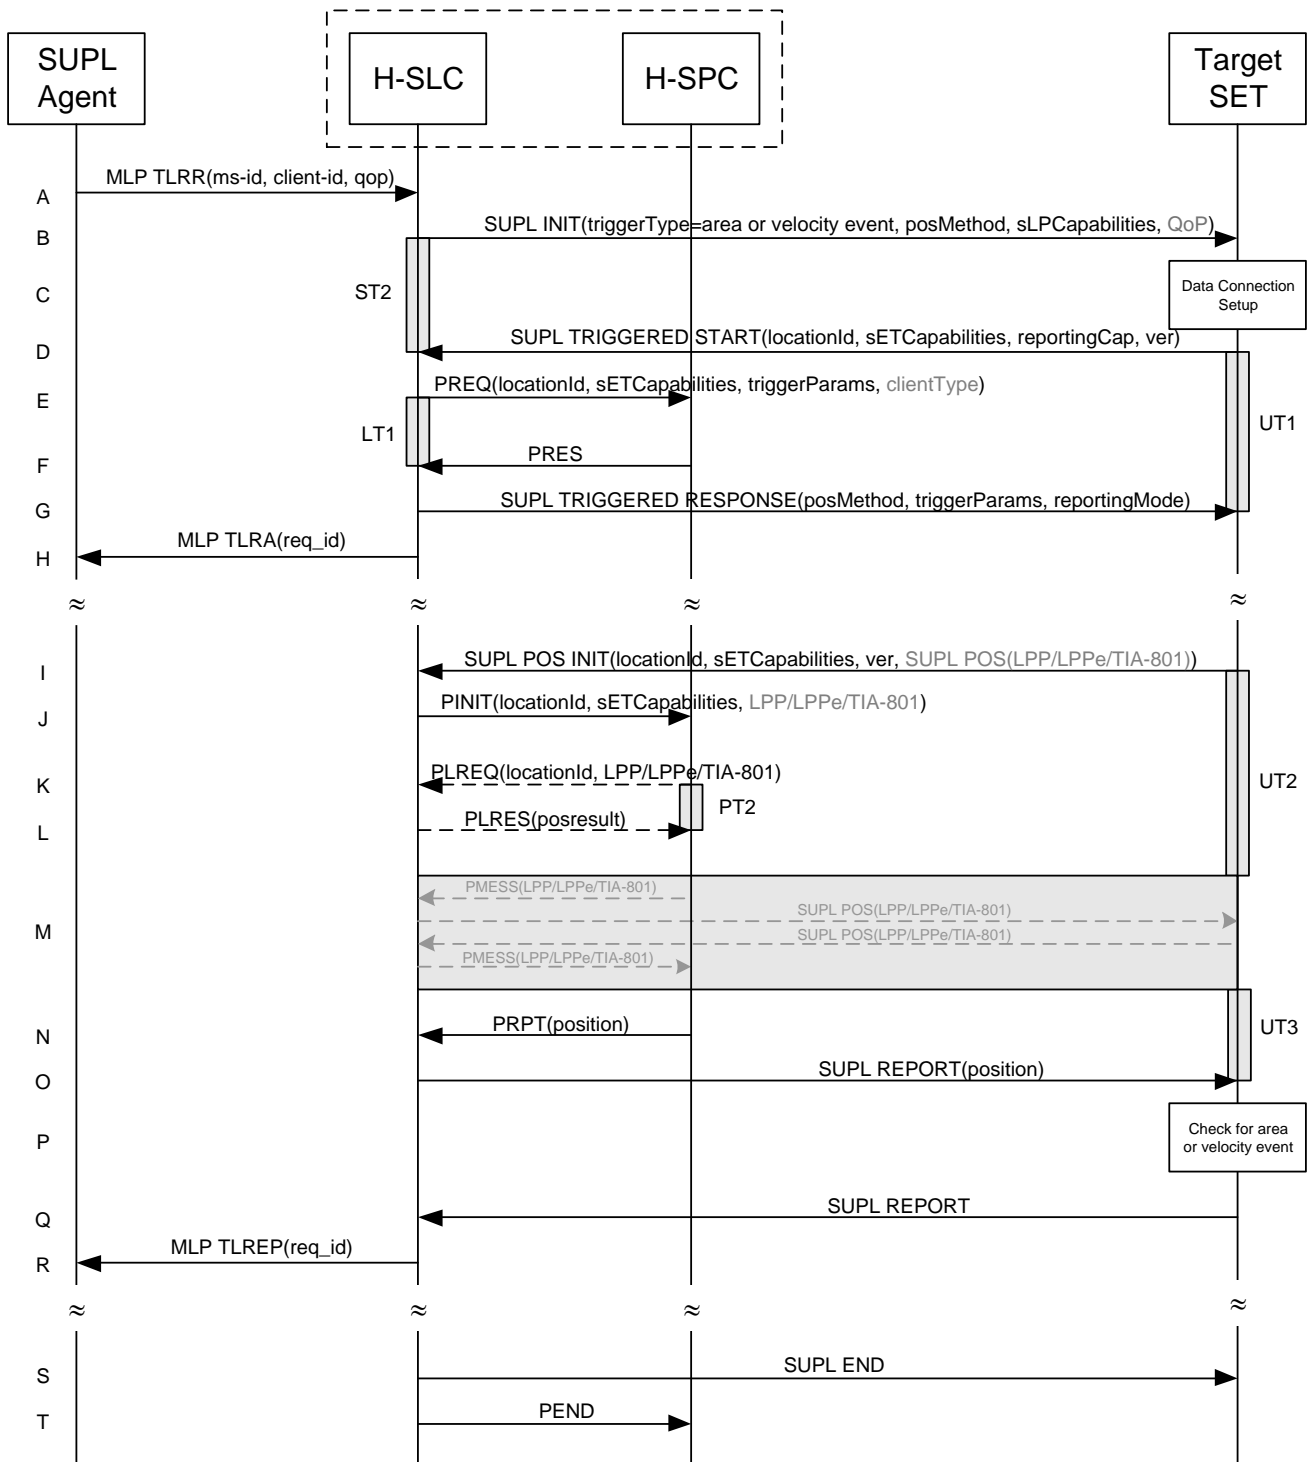 SUPL
Agent
H-SLC
H-SPC
Target
SET
A
MLP TLRR(ms-id, client-id, qop)
B
SUPL INIT(triggerType=area or velocity event, posMethod, sLPCapabilities, QoP)
C
ST2
Data Connection
Setup
D
SUPL TRIGGERED START(locationId, sETCapabilities, reportingCap, ver)
E
PREQ(locationId, sETCapabilities, triggerParams, clientType)
LT1
UT1
F
PRES
G
SUPL TRIGGERED RESPONSE(posMethod, triggerParams, reportingMode)
H
MLP TLRA(req_id)
≈ ≈ ≈ ≈
I
SUPL POS INIT(locationId, sETCapabilities, ver, SUPL POS(LPP/LPPe/TIA-801))
J
PINIT(locationId, sETCapabilities, LPP/LPPe/TIA-801)
K
PLREQ(locationId, LPP/LPPe/TIA-801)
PT2
UT2
L
PLRES(posresult)
PMESS(LPP/LPPe/TIA-801)
SUPL POS(LPP/LPPe/TIA-801)
M
SUPL POS(LPP/LPPe/TIA-801)
PMESS(LPP/LPPe/TIA-801)
N
PRPT(position)
UT3
O
SUPL REPORT(position)
P
Check for area
or velocity event
Q
SUPL REPORT
R
MLP TLREP(req_id)
≈ ≈ ≈ ≈
S
SUPL END
T
PEND